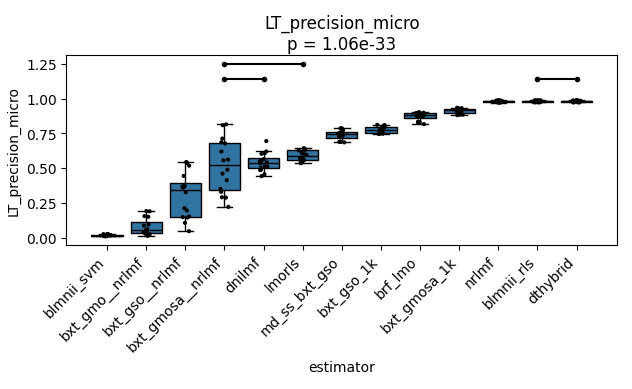 LT_precision_micro
p = 1.06e-33
LT_precision_micro
1.25
1.00
0.75
0.50
0.25
0.00
blmnii_svm
bxt_gmo__nrlmf
bxt_gso__nrlmf
bxt_gmosa__nrlmf
dnilmf
lmorls
md_ss_bxt_gso
bxt_gso_1k
brf_lmo
bxt_gmosa_1k
nrlmf
blmnii_rls
dthybrid
estimator